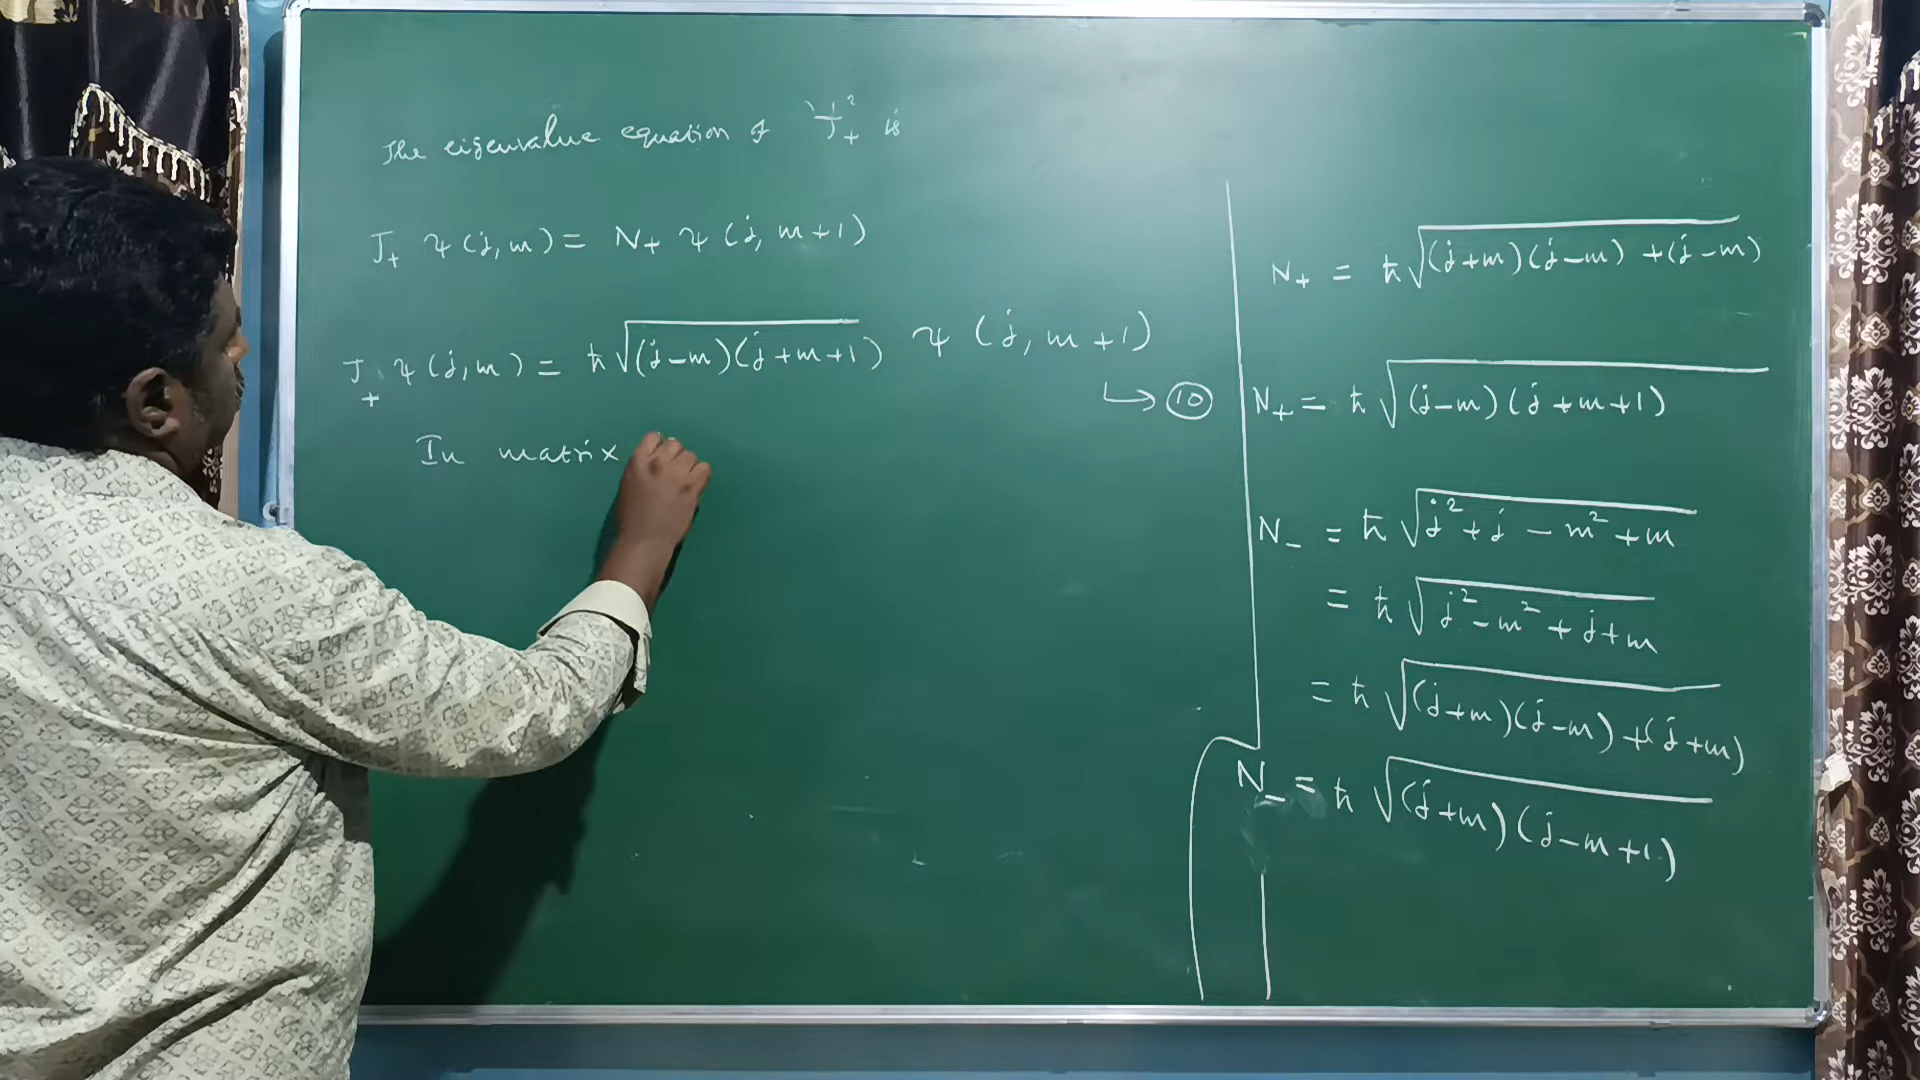 The eigenvalue equation of J₊ is
J₊ ψ (j, m) = N₊ ψ (j, m+1)
J₊ ψ (j, m) = ħ √(j-m)(j+m+1) ψ (j, m+1)
↳ ⑩
In matrix
N₊ = ħ √(j+m)(j-m) + (j-m)
N₊ = ħ √(j-m)(j+m+1)
N₋ = ħ √j² + j - m² + m
= ħ √j² - m² + j + m
= ħ √(j+m)(j-m) + (j+m)
N₋ = ħ √(j+m)(j-m+1)